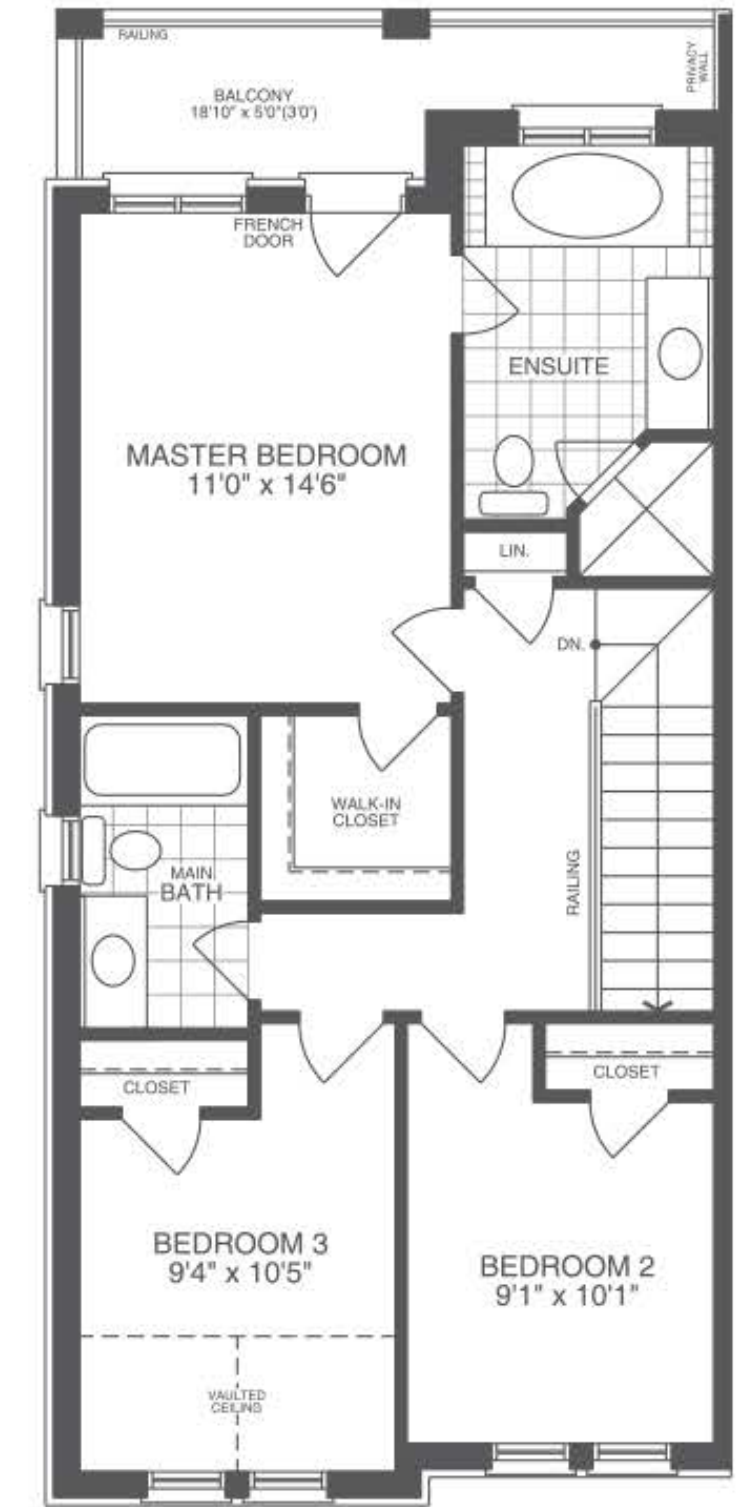 RAILING
PRIVACY
WALL
BALCONY
18'10" x 5'0"(3'0')
FRENCH
DOOR
ENSUITE
MASTER BEDROOM
11'0" x 14'6"
LIN.
DN.
WALK-IN
CLOSET
RAILING
MAIN
BATH
CLOSET
CLOSET
BEDROOM 3
9'4" x 10'5"
BEDROOM 2
9'1" x 10'1"
VAULTED
CEILING